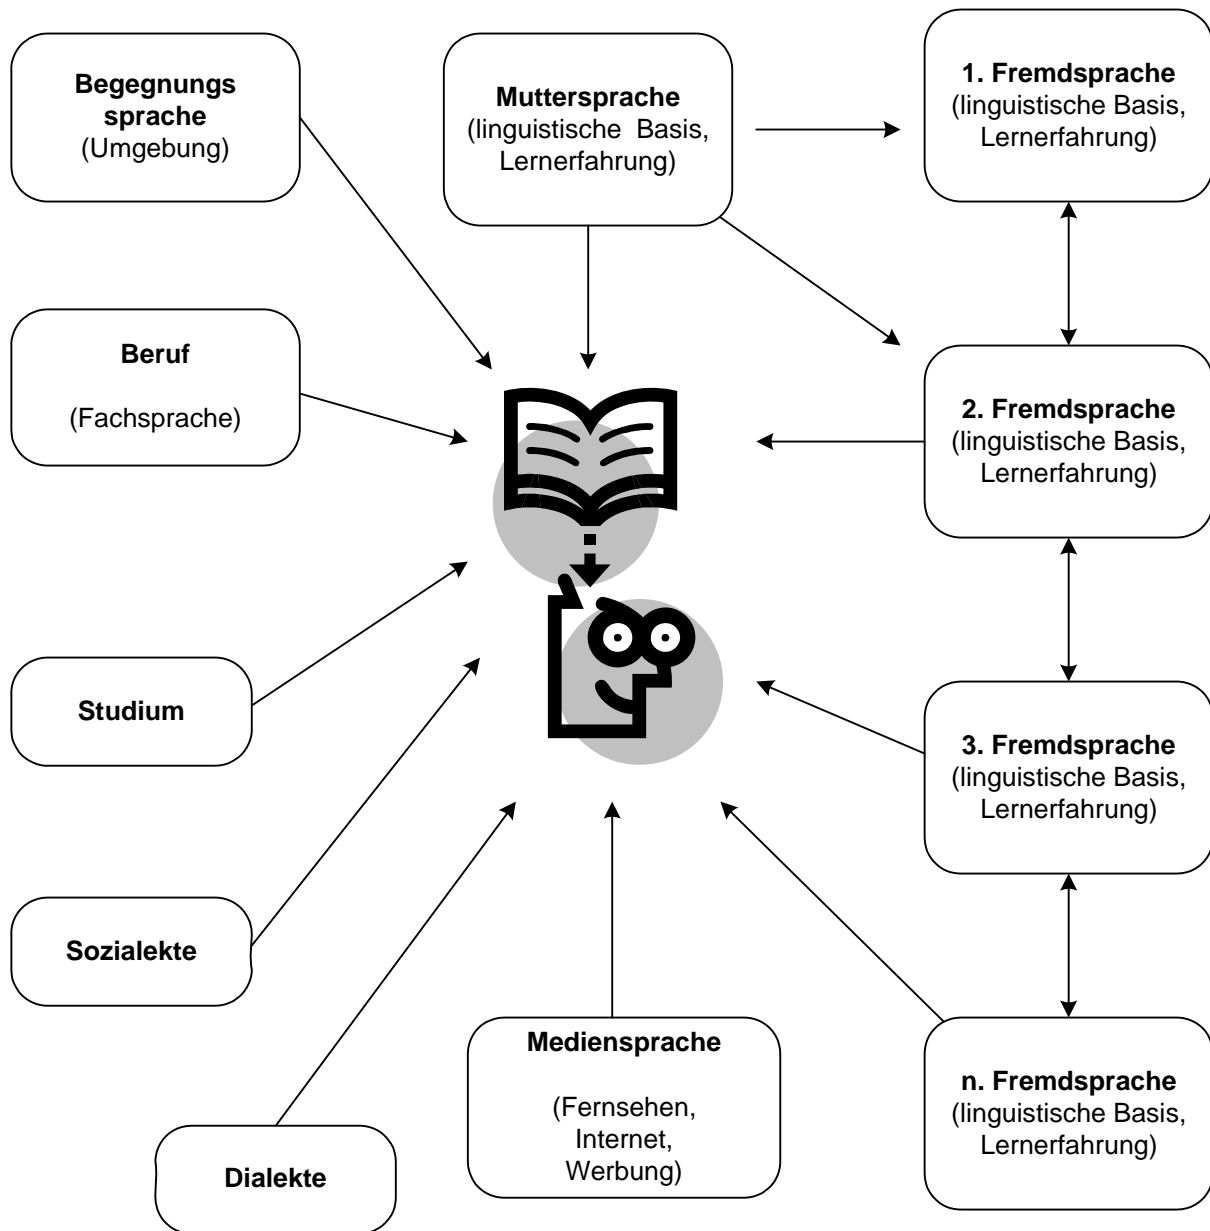 Begegnungs
sprache
(Umgebung)
Muttersprache
(linguistische Basis,
Lernerfahrung)
1. Fremdsprache
(linguistische Basis,
Lernerfahrung)
Beruf
(Fachsprache)
2. Fremdsprache
(linguistische Basis,
Lernerfahrung)
Studium
3. Fremdsprache
(linguistische Basis,
Lernerfahrung)
Sozialekte
Mediensprache
(Fernsehen,
Internet,
Werbung)
n. Fremdsprache
(linguistische Basis,
Lernerfahrung)
Dialekte